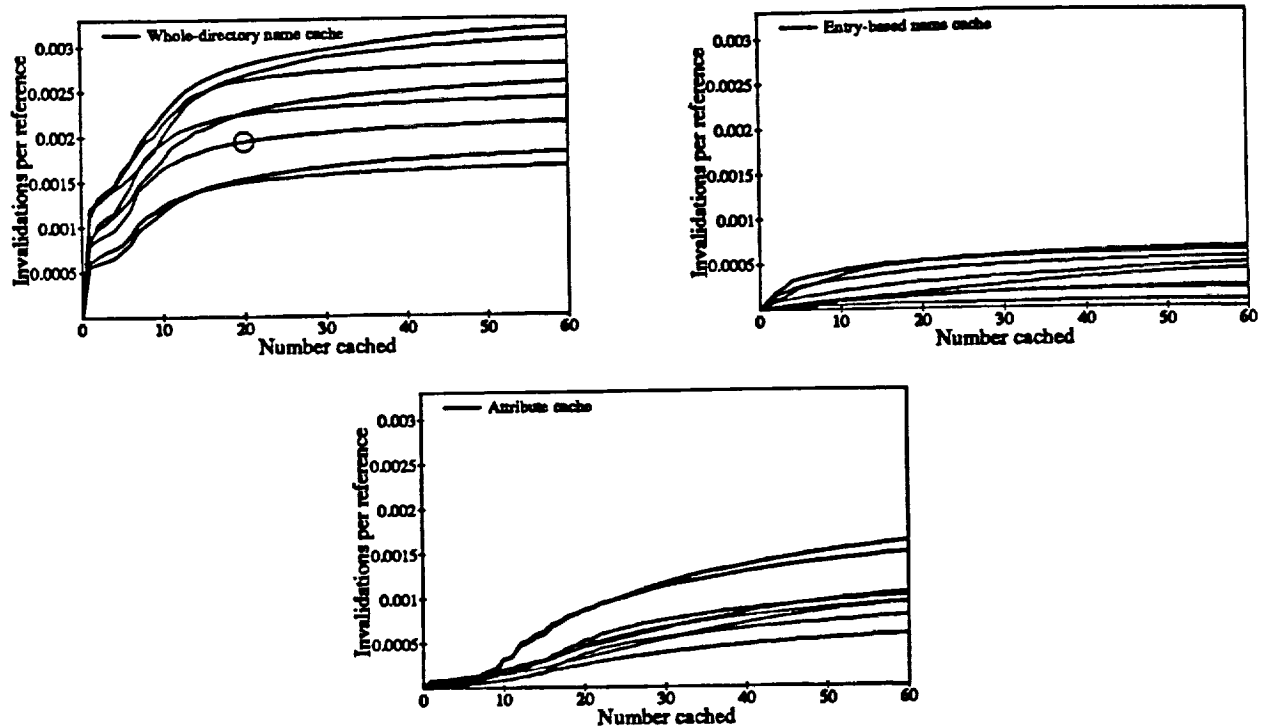 Whole-directory name cache
Invalidations per reference
0.003
0.0025
0.002
0.0015
0.001
0.0005
0 10 20 30 40 50 60
Number cached
Entry-based name cache
Invalidations per reference
0.003
0.0025
0.002
0.0015
0.001
0.0005
0 10 20 30 40 50 60
Number cached
Attribute cache
Invalidations per reference
0.003
0.0025
0.002
0.0015
0.001
0.0005
0 10 20 30 40 50 60
Number cached